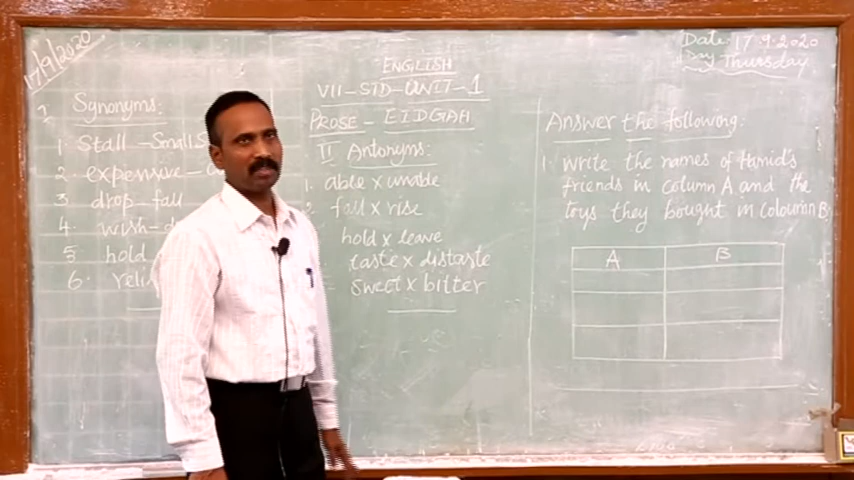 17/9/2020
Synonyms:
1. Stall - Small
2. expensive -
3. drop - fall
4. wish -
5 hold
6.
ENGLISH
VII - STD - UNIT - 1
PROSE - EIDGAH
II Antonyms:
1. able x unable
2. fall x rise
hold x leave
taste x distaste
sweet x bitter
Date: 17.9.2020
Day: Thursday
Answer the following:
1. write the names of Hamid's
friends in column A and the
toys they bought in coloumn B
A B